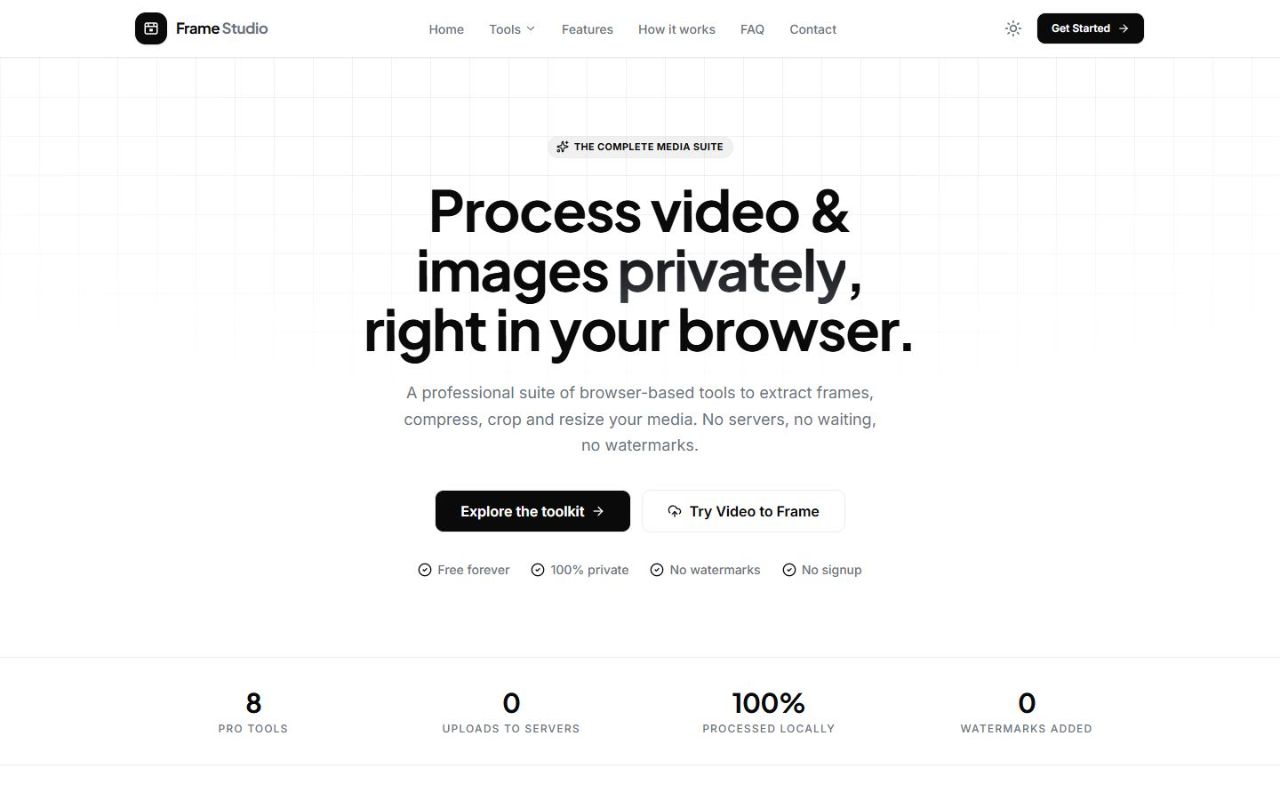 Frame Studio
Home
Tools
Features
How it works
FAQ
Contact
Get Started
THE COMPLETE MEDIA SUITE
Process video &
images privately,
right in your browser.
A professional suite of browser-based tools to extract frames,
compress, crop and resize your media. No servers, no waiting,
no watermarks.
Explore the toolkit
Try Video to Frame
Free forever
100% private
No watermarks
No signup
8
PRO TOOLS
0
UPLOADS TO SERVERS
100%
PROCESSED LOCALLY
0
WATERMARKS ADDED